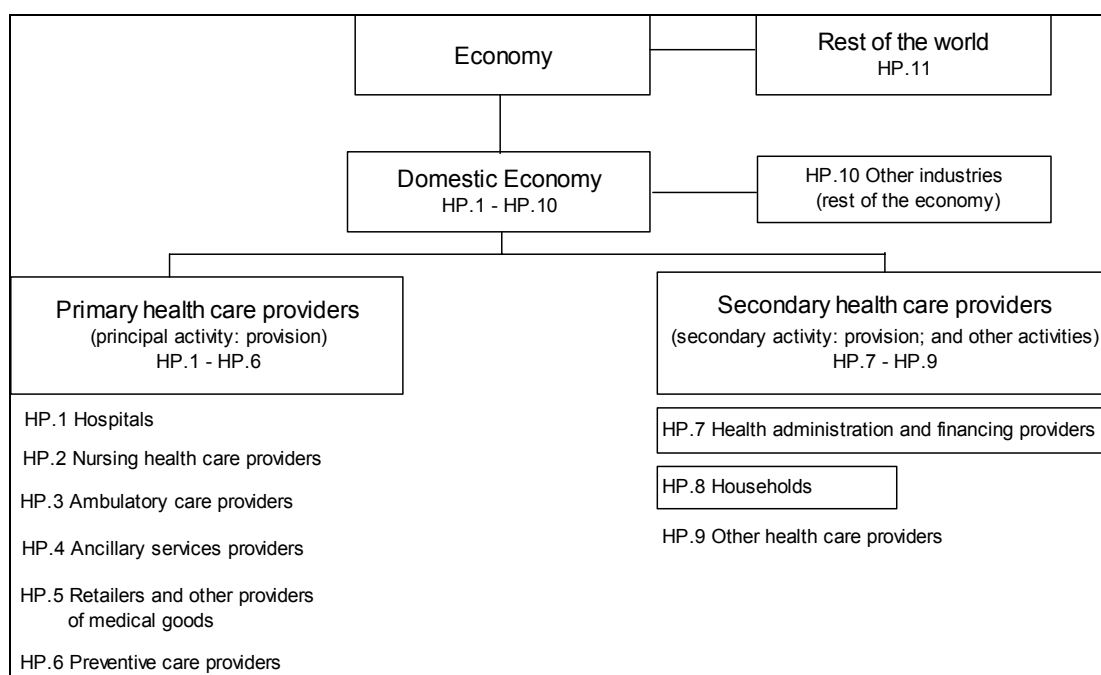 Economy
Rest of the world
HP.11
Domestic Economy
HP.1 - HP.10
HP.10 Other industries
(rest of the economy)
Primary health care providers
(principal activity: provision)
HP.1 - HP.6
Secondary health care providers
(secondary activity: provision; and other activities)
HP.7 - HP.9
HP.1 Hospitals
HP.2 Nursing health care providers
HP.3 Ambulatory care providers
HP.4 Ancillary services providers
HP.5 Retailers and other providers
of medical goods
HP.6 Preventive care providers
HP.7 Health administration and financing providers
HP.8 Households
HP.9 Other health care providers